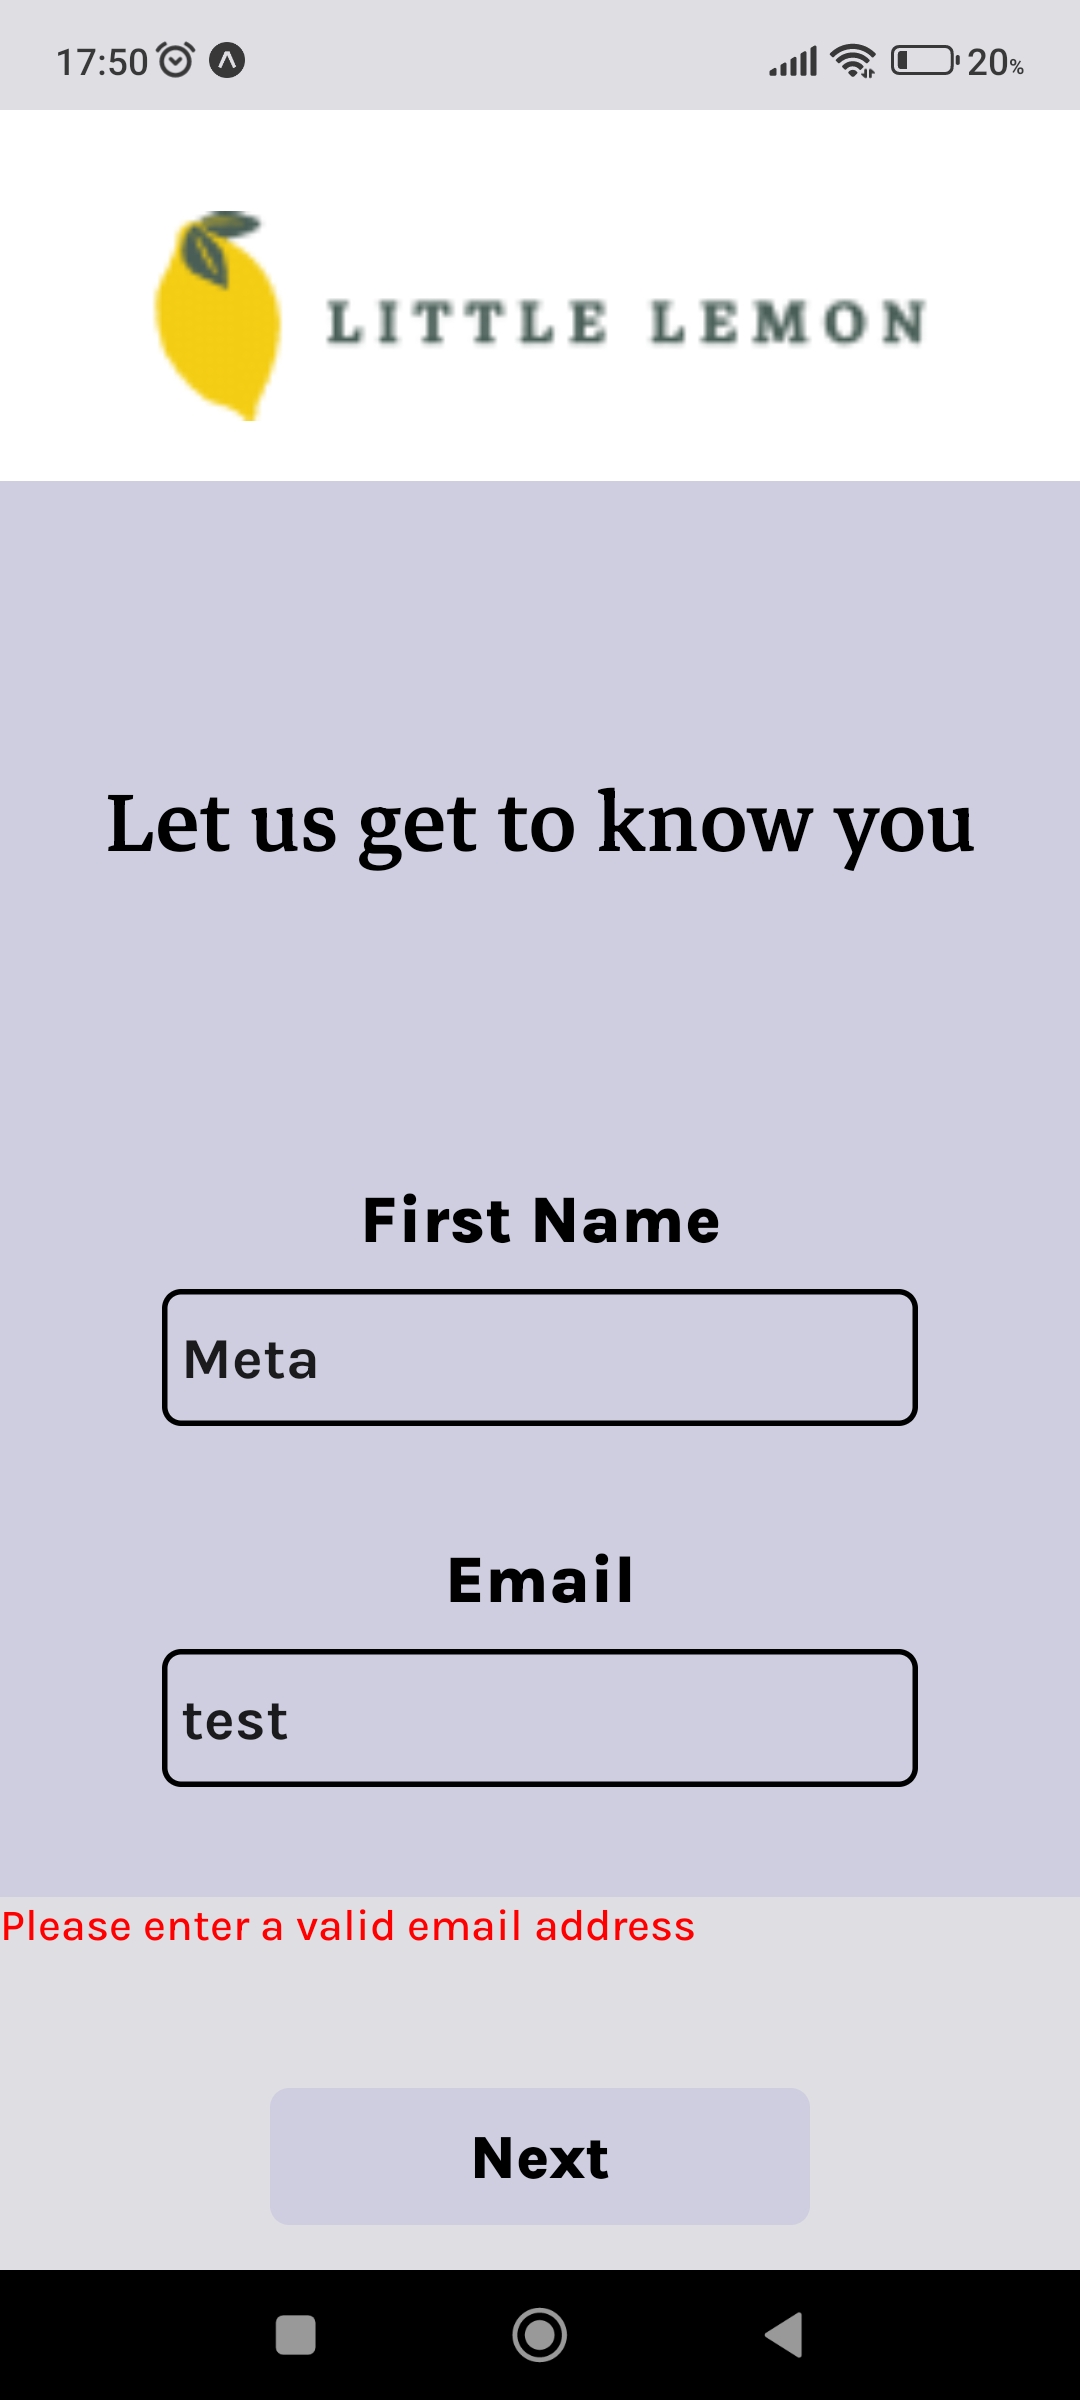 17:50 20%
LITTLE LEMON
Let us get to know you
First Name
Meta
Email
test
Please enter a valid email address
Next